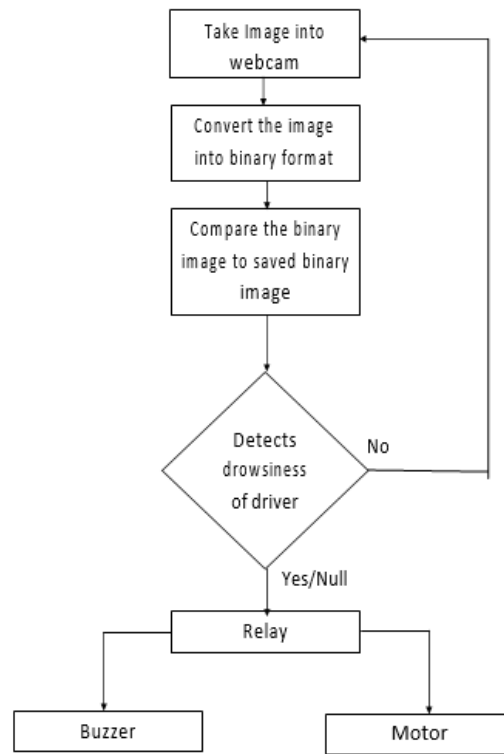 Take Image into
webcam
Convert the image
into binary format
Compare the binary
image to saved binary
image
Detects
drowsiness
of driver
No
Yes/Null
Relay
Buzzer
Motor